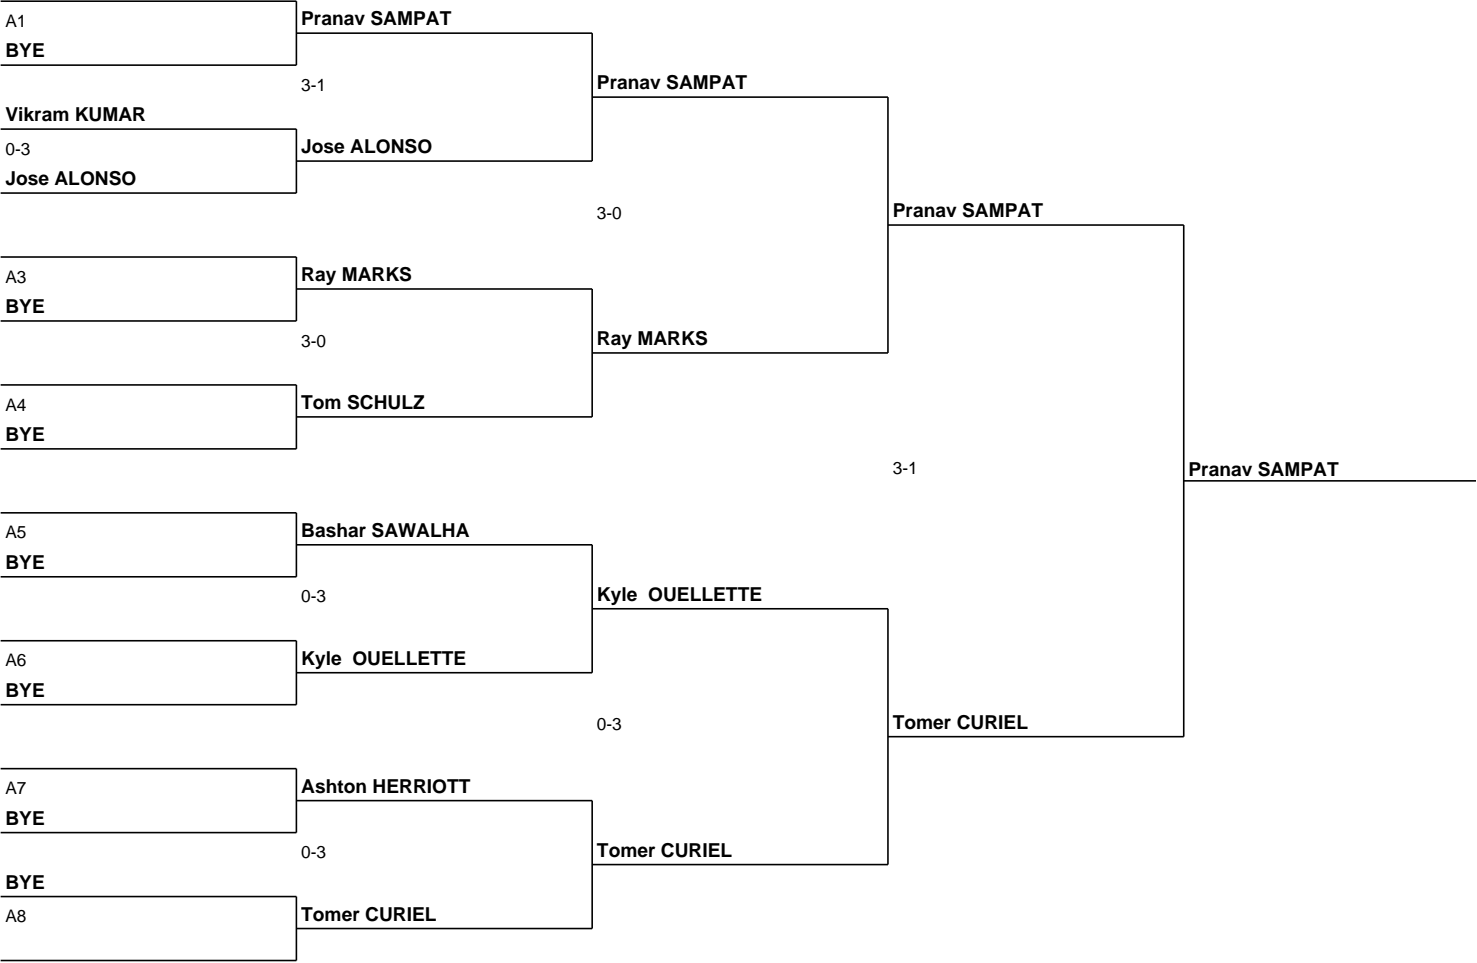 A1
BYE
Pranav SAMPAT
3-1
Vikram KUMAR
0-3
Jose ALONSO
Jose ALONSO
Pranav SAMPAT
3-0
A3
BYE
Ray MARKS
3-0
A4
BYE
Tom SCHULZ
Ray MARKS
Pranav SAMPAT
3-1
Pranav SAMPAT
A5
BYE
Bashar SAWALHA
0-3
A6
BYE
Kyle  OUELLETTE
Kyle  OUELLETTE
0-3
Tomer CURIEL
A7
BYE
Ashton HERRIOTT
0-3
BYE
A8
Tomer CURIEL
Tomer CURIEL